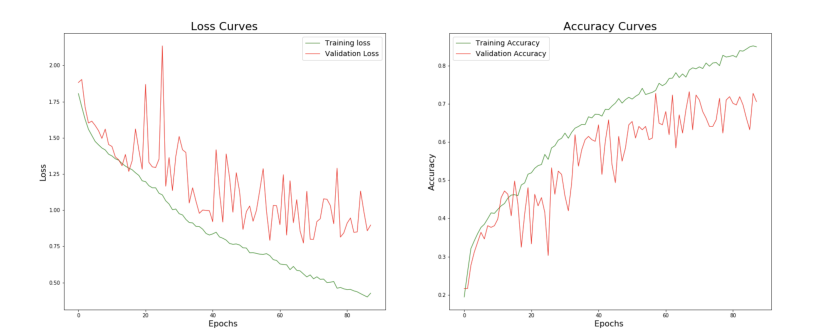 Loss Curves
Training loss
Validation Loss
2.00
1.75
1.50
1.25
1.00
0.75
0.50
Loss
0 20 40 60 80
Epochs
Accuracy Curves
Training Accuracy
Validation Accuracy
0.8
0.7
0.6
0.5
0.4
0.3
0.2
Accuracy
0 20 40 60 80
Epochs